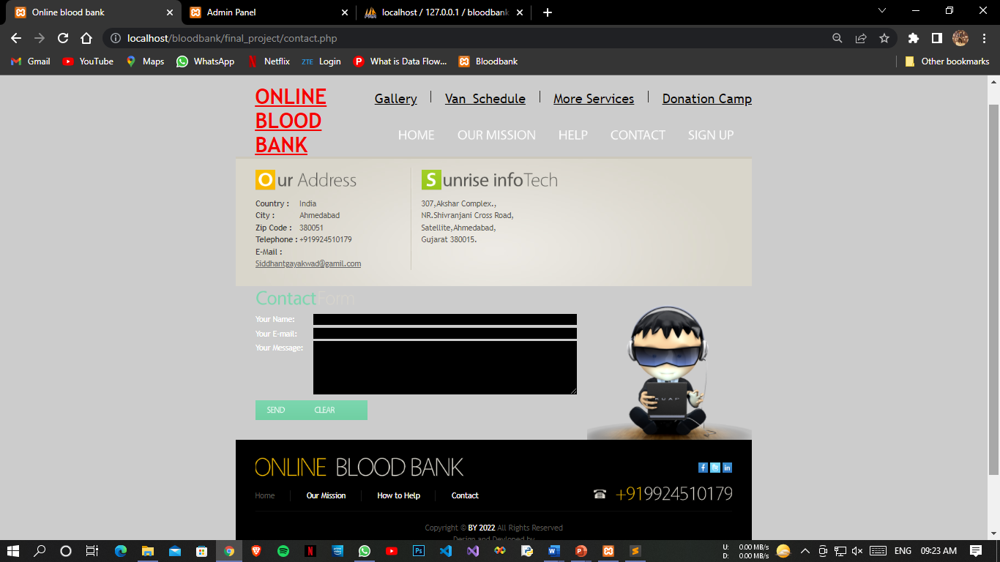 Online blood bank
Admin Panel
localhost / 127.0.0.1 / bloodbank
localhost/bloodbank/final_project/contact.php
Gmail YouTube Maps WhatsApp Netflix ZTE Login What is Data Flow... Bloodbank Other bookmarks
ONLINE
BLOOD
BANK
Gallery Van Schedule More Services Donation Camp
HOME OUR MISSION HELP CONTACT SIGN UP
Our Address
Country : India
City : Ahmedabad
Zip Code : 380051
Telephone : +919924510179
E-Mail :
Siddhantgayakwad@gamil.com
Sunrise infoTech
307,Akshar Complex.,
NR.Shivranjani Cross Road,
Satellite,Ahmedabad,
Gujarat 380015.
ContactForm
Your Name:
Your E-mail:
Your Message:
SEND CLEAR
ONLINE BLOOD BANK
Home Our Mission How to Help Contact
+919924510179
Copyright © BY 2022 All Rights Reserved
Design and Devloped by
U: 0.00 MB/s
D: 0.00 MB/s
ENG 09:23 AM